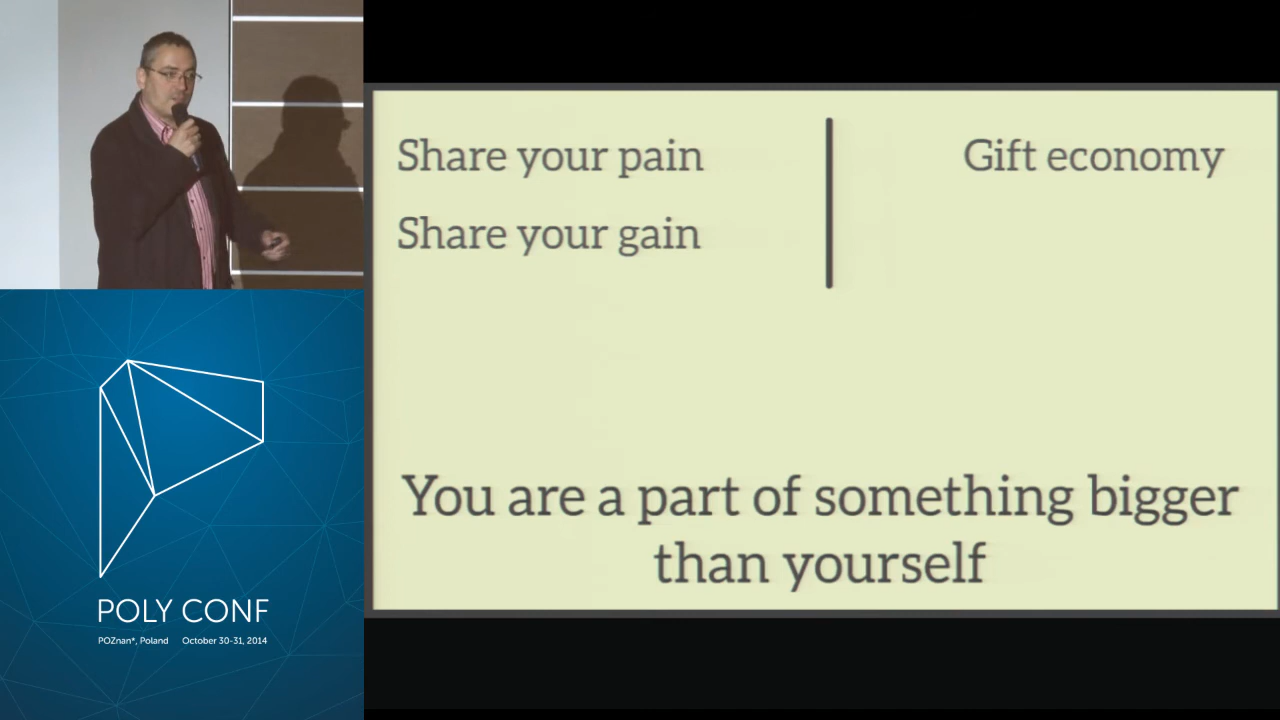 Share your pain
Gift economy
Share your gain
You are a part of something bigger
than yourself
POLY CONF
POZnan*, Poland October 30-31, 2014